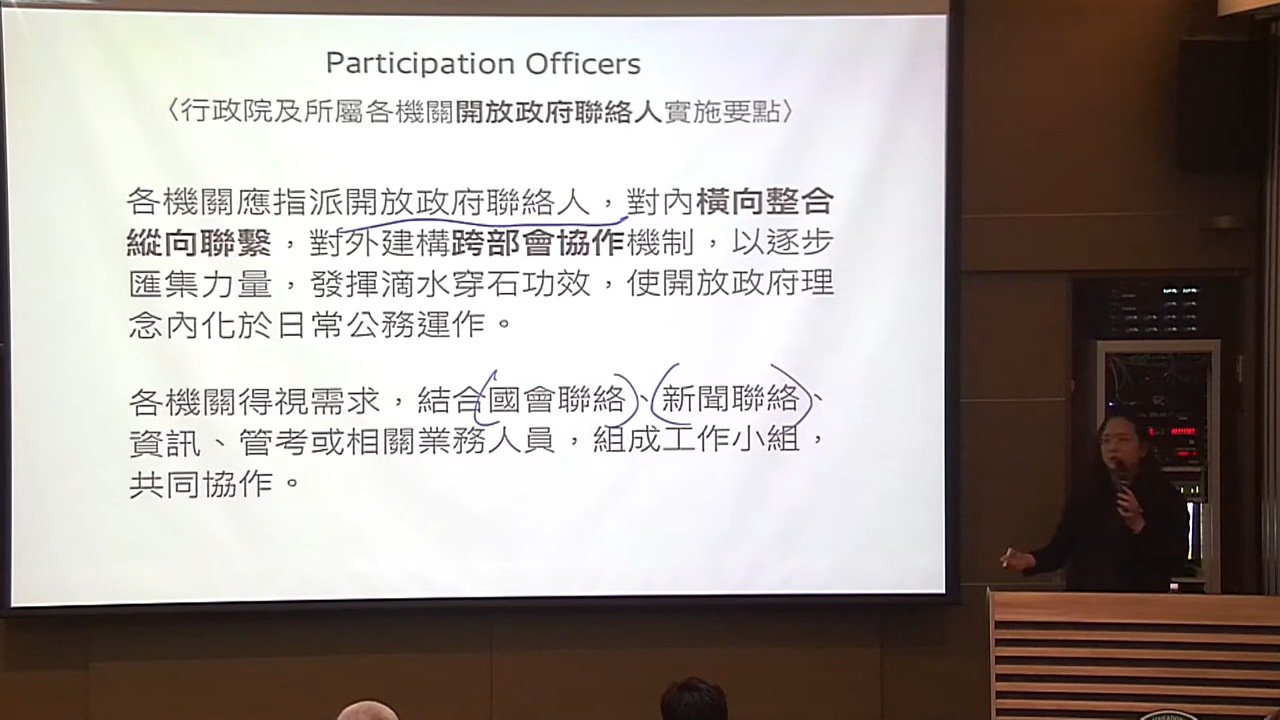 Participation Officers
〈行政院及所屬各機關開放政府聯絡人實施要點〉
各機關應指派開放政府聯絡人，對內橫向整合
縱向聯繫，對外建構跨部會協作機制，以逐步
匯集力量，發揮滴水穿石功效，使開放政府理
念內化於日常公務運作。
各機關得視需求，結合國會聯絡、新聞聯絡、
資訊、管考或相關業務人員，組成工作小組，
共同協作。